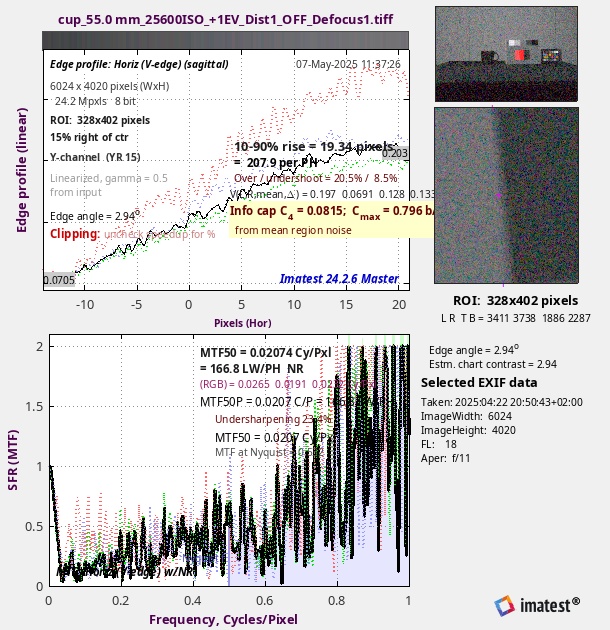 cup_55.0 mm_25600ISO_+1EV_Dist1_OFF_Defocus1.tiff
Edge profile: Horiz (V-edge) (sagittal)
07-May-2025 11:37:26
6024 x 4020 pixels (WxH)
24.2 Mpxls   8 bit
ROI:  328x402 pixels
15% right of ctr
Y-channel  (YR 15)
Linearized, gamma = 0.5
from input
Edge angle = 2.94°
Clipping: uncheck speedup for %
10-90% rise = 19.34 pixels
=  207.9 per PH
Over / undershoot = 20.5% /  8.5%
0.203
Info cap C4 = 0.0815;  Cmax = 0.796 b/
from mean region noise
0.0705
Imatest 24.2.6 Master
Edge profile (linear)
-10 -5 0 5 10 15 20
Pixels (Hor)
ROI:  328x402 pixels
L R  T B = 3411 3738  1886 2287
Edge angle = 2.94°
Estm. chart contrast = 2.94
Selected EXIF data
Taken: 2025:04:22 20:50:43+02:00
ImageWidth:  6024
ImageHeight:  4020
FL:   18
Aper:  f/11
MTF50 = 0.02074 Cy/Pxl
= 166.8 LW/PH  NR
(RGB) = 0.0265  0.0191
MTF50P = 0.0207 C/P =
Undersharpening
MTF50 = 0.0207 Cy/Pxl
MTF at Nyquist
SFR (MTF)
2
1.5
1
0.5
0
0 0.2 0.4 0.6 0.8 1
Frequency, Cycles/Pixel
imatest®